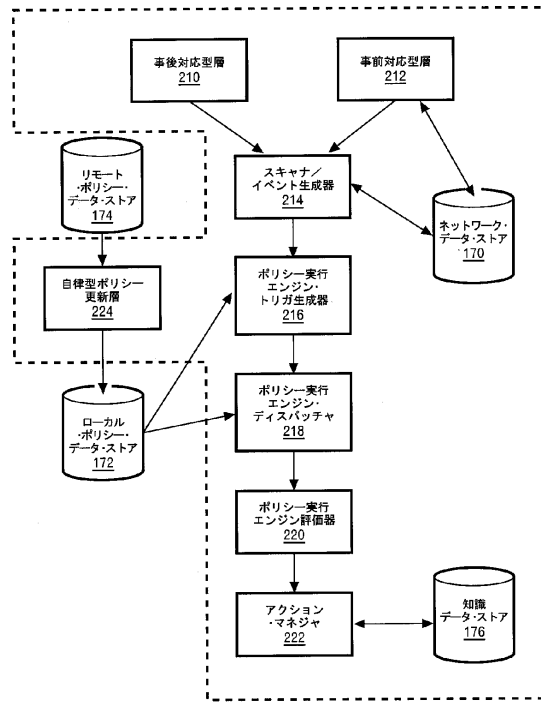 事後対応型層
210
事前対応型層
212
リモート
・ポリシー・
データ・ストア
174
スキャナ／
イベント生成器
214
ネットワーク・
データ・ストア
170
自律型ポリシー
更新層
224
ポリシー実行
エンジン・
トリガ生成器
216
ローカル
・ポリシー・
データ・ストア
172
ポリシー実行
エンジン・
ディスパッチャ
218
ポリシー実行
エンジン評価器
220
アクション
・マネジャ
222
知識
データ・ストア
176